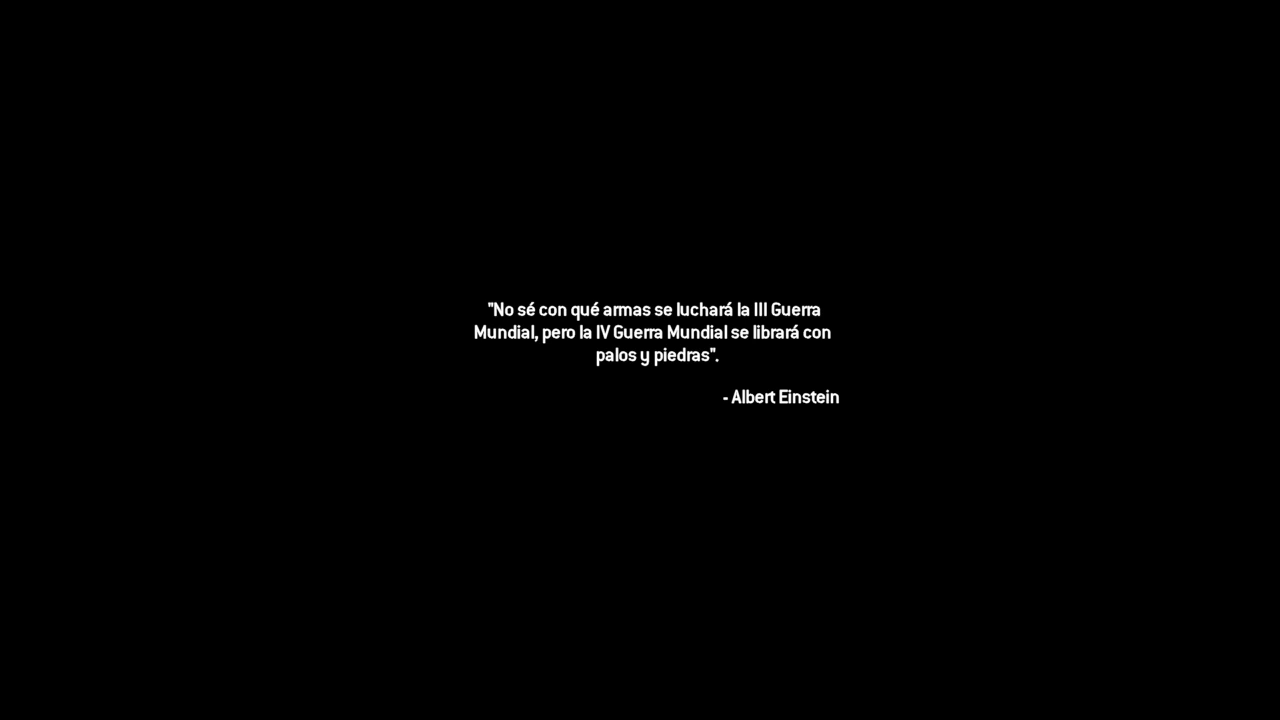 "No sé con qué armas se luchará la III Guerra
Mundial, pero la IV Guerra Mundial se librará con
palos y piedras".
- Albert Einstein